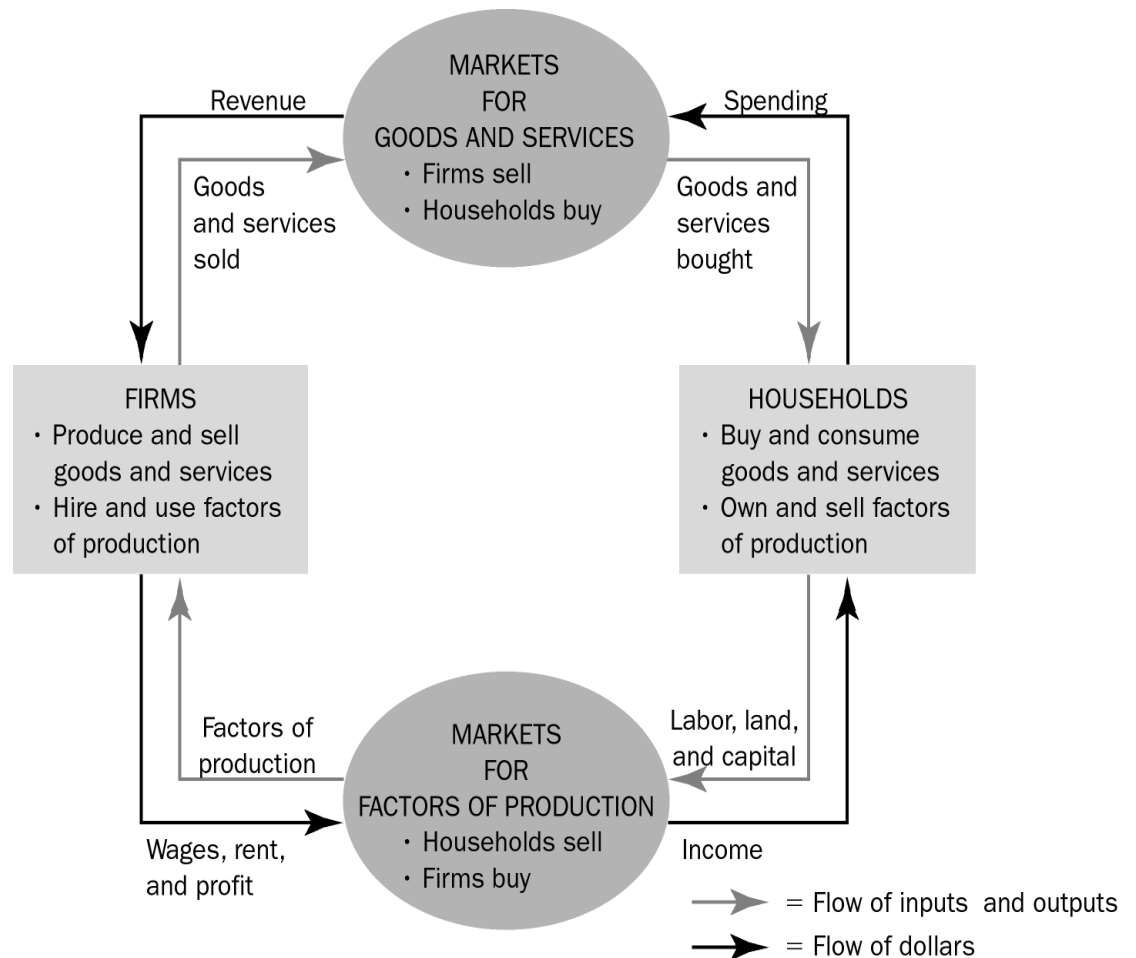 MARKETS
FOR
GOODS AND SERVICES
• Firms sell
• Households buy
Revenue
Spending
Goods
and services
sold
Goods and
services
bought
FIRMS
• Produce and sell
goods and services
• Hire and use factors
of production
HOUSEHOLDS
• Buy and consume
goods and services
• Own and sell factors
of production
Factors of
production
Labor, land,
and capital
MARKETS
FOR
FACTORS OF PRODUCTION
• Households sell
• Firms buy
Wages, rent,
and profit
Income
= Flow of inputs and outputs
= Flow of dollars